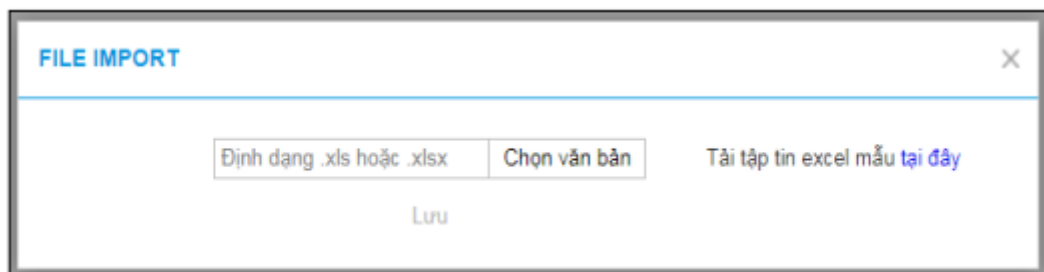 FILE IMPORT
Định dạng .xls hoặc .xlsx Chọn văn bản Tải tập tin excel mẫu tại đây
Lưu